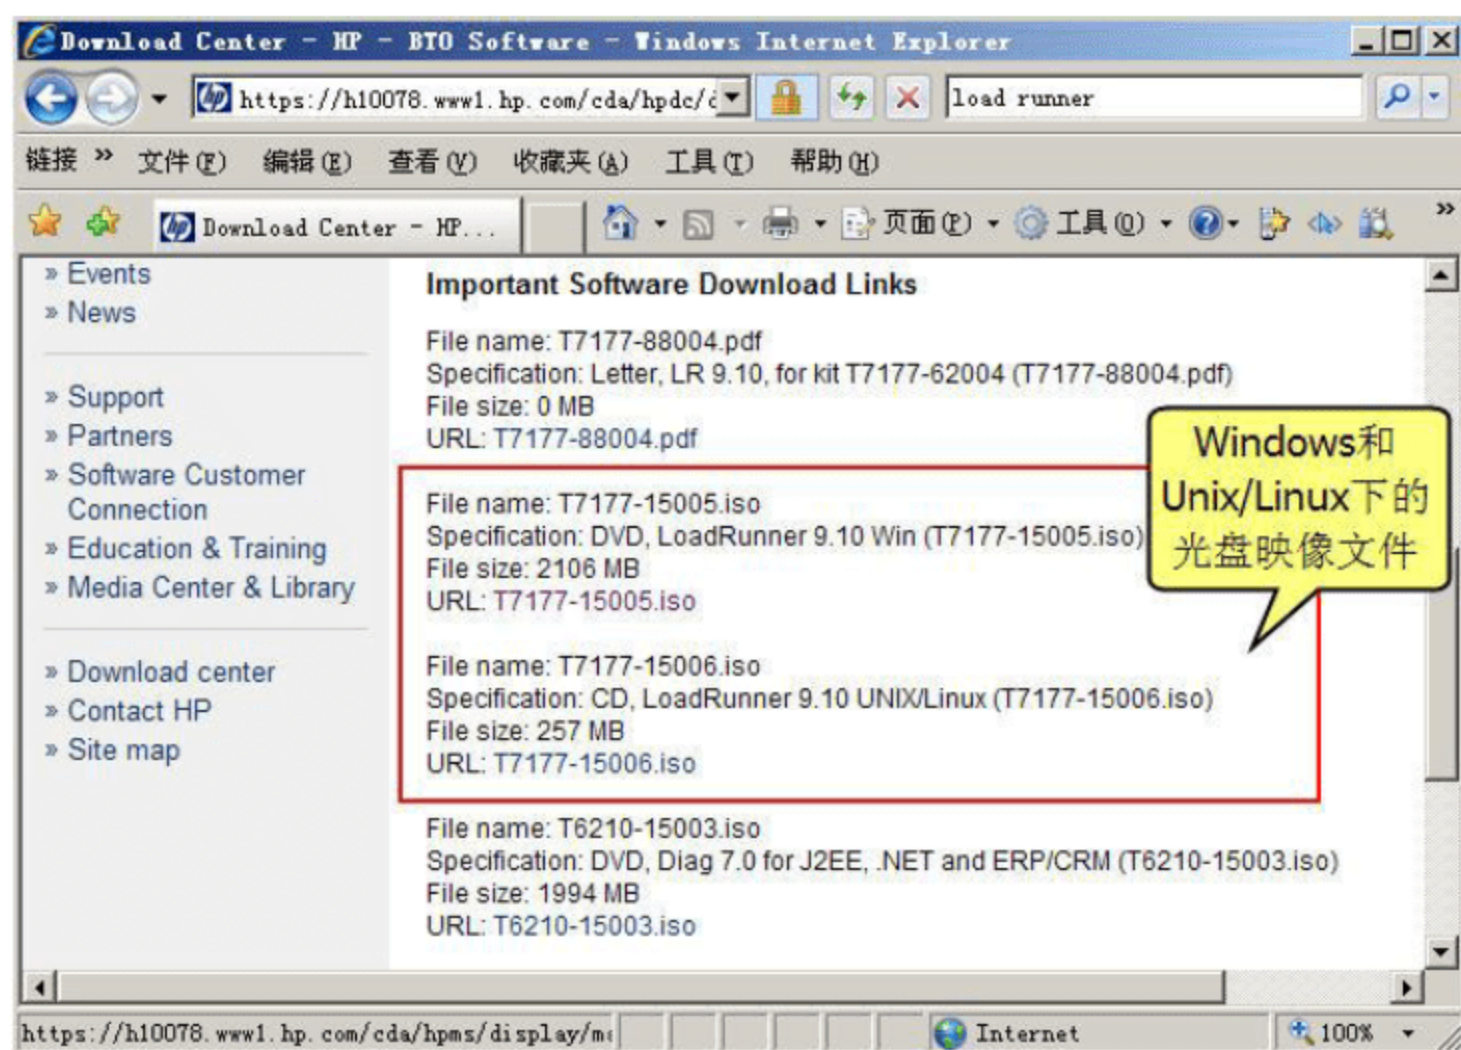 Download Center - HP - BTO Software - Windows Internet Explorer
https://h10078.www1.hp.com/cda/hpdc/
load runner
链接 » 文件(F) 编辑(E) 查看(V) 收藏夹(A) 工具(T) 帮助(H)
Download Center - HP...
页面(P) 工具(O) »
» Events
» News
» Support
» Partners
» Software Customer
Connection
» Education & Training
» Media Center & Library
» Download center
» Contact HP
» Site map
Important Software Download Links
File name: T7177-88004.pdf
Specification: Letter, LR 9.10, for kit T7177-62004 (T7177-88004.pdf)
File size: 0 MB
URL: T7177-88004.pdf
File name: T7177-15005.iso
Specification: DVD, LoadRunner 9.10 Win (T7177-15005.iso)
File size: 2106 MB
URL: T7177-15005.iso
File name: T7177-15006.iso
Specification: CD, LoadRunner 9.10 UNIX/Linux (T7177-15006.iso)
File size: 257 MB
URL: T7177-15006.iso
Windows和
Unix/Linux下的
光盘映像文件
File name: T6210-15003.iso
Specification: DVD, Diag 7.0 for J2EE, .NET and ERP/CRM (T6210-15003.iso)
File size: 1994 MB
URL: T6210-15003.iso
https://h10078.www1.hp.com/cda/hpms/display/
Internet
100%